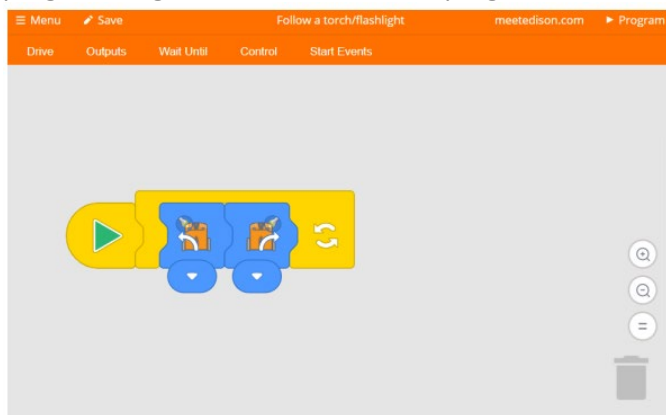 Menu Save Follow a torch/flashlight meetedison.com Program
Drive Outputs Wait Until Control Start Events